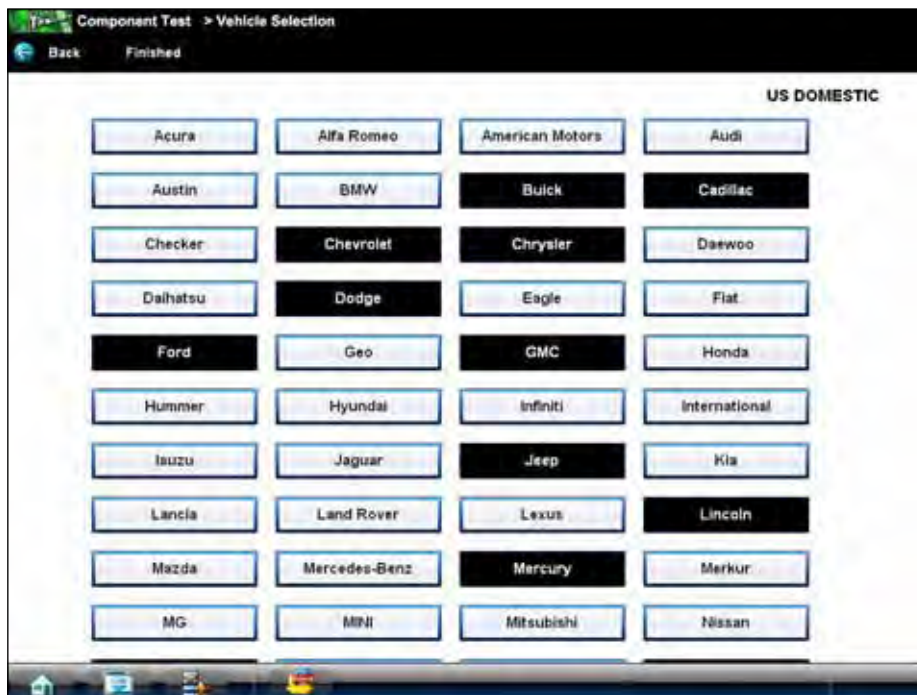 Component Test > Vehicle Selection
Back Finished
US DOMESTIC
Acura Alfa Romeo American Motors Audi
Austin BMW Buick Cadillac
Checker Chevrolet Chrysler Daewoo
Daihatsu Dodge Eagle Fiat
Ford Geo GMC Honda
Hummer Hyundai Infiniti International
Isuzu Jaguar Jeep Kia
Lancia Land Rover Lexus Lincoln
Mazda Mercedes-Benz Mercury Merkur
MG MINI Mitsubishi Nissan